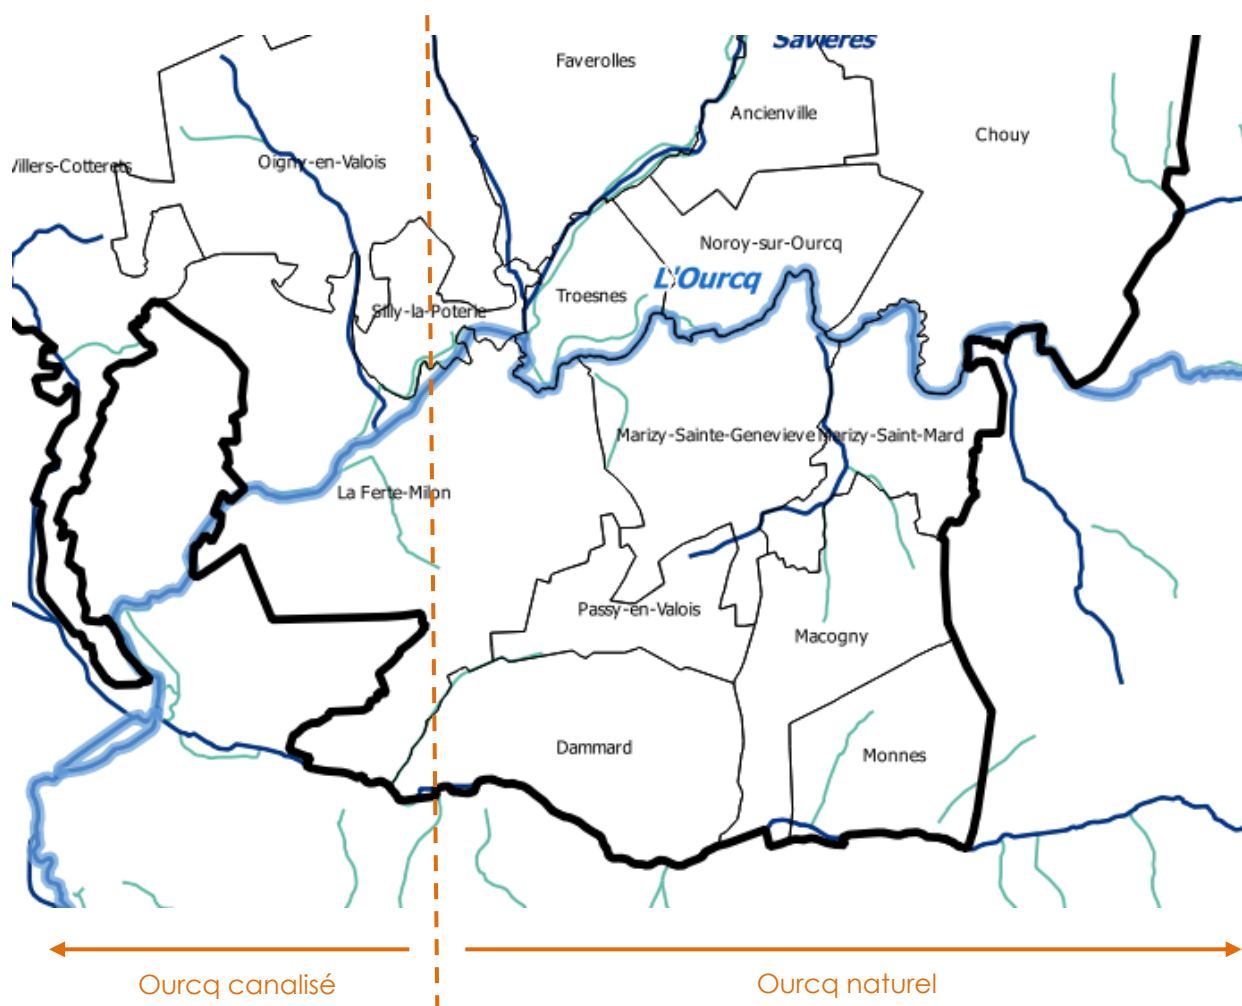 Savières
Faverolles
Ancienville
Chouy
Villers-Cotterets
Oigny-en-Valois
Noroy-sur-Ourcq
L'Ourcq
Troesnes
Silly-la-Poterie
Marizy-Sainte-Genevieve Marizy-Saint-Mard
La Ferte-Milon
Passy-en-Valois
Macogny
Dammard
Monnes
Ourcq canalisé
Ourcq naturel